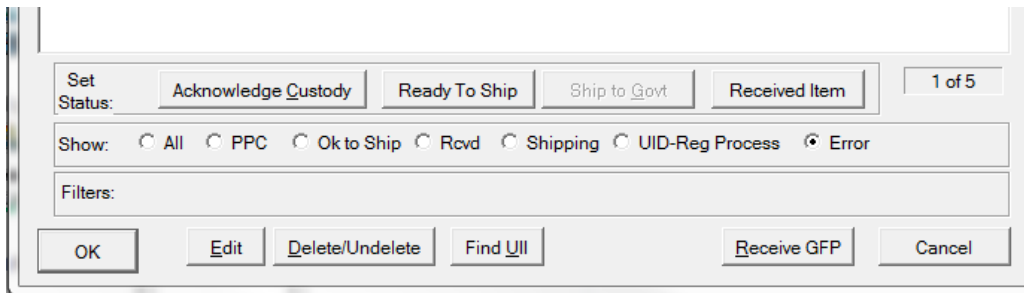 Set Status: Acknowledge Custody Ready To Ship Ship to Govt Received Item 1 of 5
Show: All PPC Ok to Ship Rcvd Shipping UID-Reg Process Error
Filters:
OK Edit Delete/Undelete Find UII Receive GFP Cancel